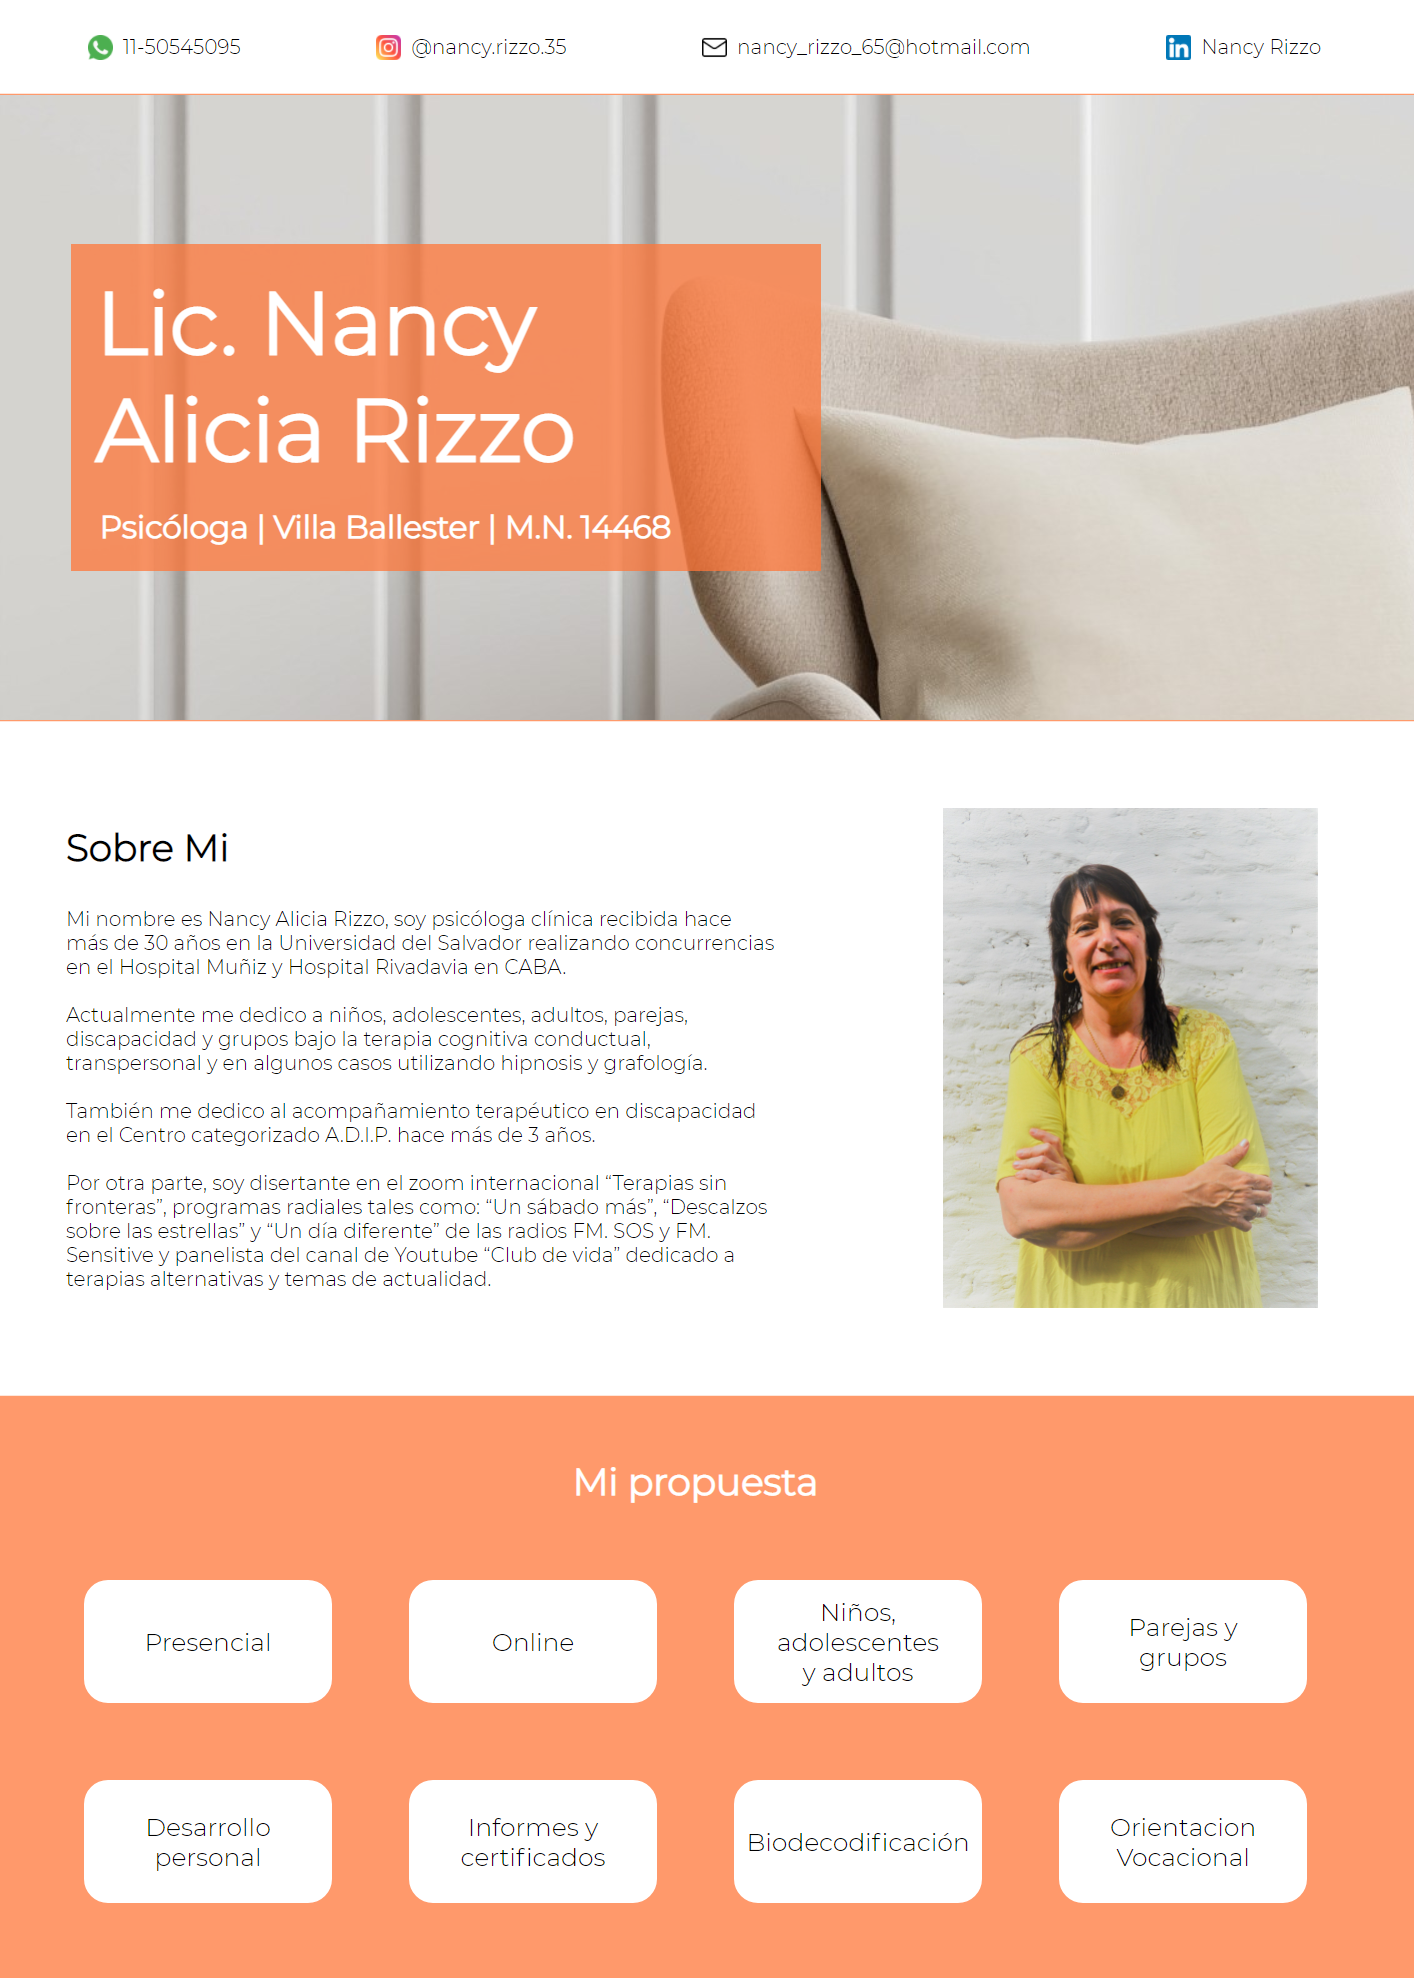 11-50545095
@nancy.rizzo.35
nancy_rizzo_65@hotmail.com
Nancy Rizzo
Lic. Nancy
Alicia Rizzo
Psicóloga | Villa Ballester | M.N. 14468
Sobre Mi
Mi nombre es Nancy Alicia Rizzo, soy psicóloga clínica recibida hace
más de 30 años en la Universidad del Salvador realizando concurrencias
en el Hospital Muñiz y Hospital Rivadavia en CABA.
Actualmente me dedico a niños, adolescentes, adultos, parejas,
discapacidad y grupos bajo la terapia cognitiva conductual,
transpersonal y en algunos casos utilizando hipnosis y grafología.
También me dedico al acompañamiento terapéutico en discapacidad
en el Centro categorizado A.D.I.P. hace más de 3 años.
Por otra parte, soy disertante en el zoom internacional “Terapias sin
fronteras”, programas radiales tales como: “Un sábado más”, “Descalzos
sobre las estrellas” y “Un día diferente” de las radios FM. SOS y FM.
Sensitive y panelista del canal de Youtube “Club de vida” dedicado a
terapias alternativas y temas de actualidad.
Mi propuesta
Presencial
Online
Niños,
adolescentes
y adultos
Parejas y
grupos
Desarrollo
personal
Informes y
certificados
Biodecodificación
Orientacion
Vocacional